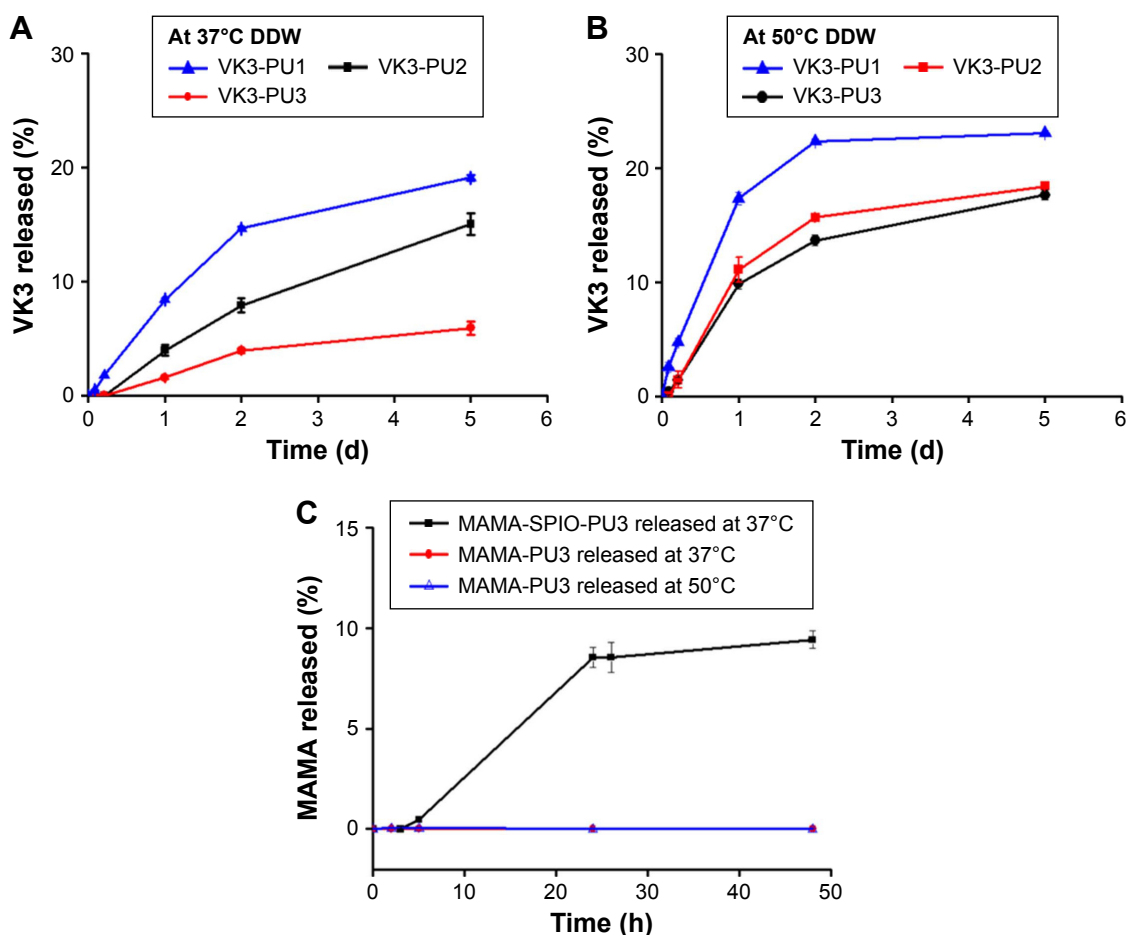 A
30
20
10
0
VK3 released (%)
At 37°C DDW
VK3-PU1
VK3-PU2
VK3-PU3
0 1 2 3 4 5 6
Time (d)
B
30
20
10
0
VK3 released (%)
At 50°C DDW
VK3-PU1
VK3-PU2
VK3-PU3
0 1 2 3 4 5 6
Time (d)
C
15
10
5
0
MAMA released (%)
MAMA-SPIO-PU3 released at 37°C
MAMA-PU3 released at 37°C
MAMA-PU3 released at 50°C
0 10 20 30 40 50
Time (h)